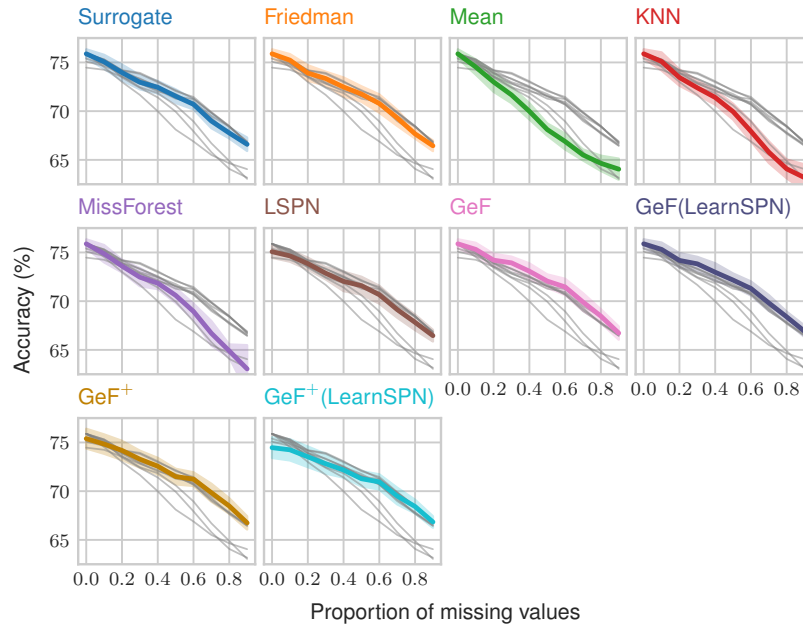 Surrogate Friedman Mean KNN
75
70
65
MissForest LSPN GeF GeF(LearnSPN)
75
70
65
0.0 0.2 0.4 0.6 0.8 0.0 0.2 0.4 0.6 0.8
GeF⁺ GeF⁺(LearnSPN)
75
70
65
0.0 0.2 0.4 0.6 0.8 0.0 0.2 0.4 0.6 0.8
Accuracy (%)
Proportion of missing values